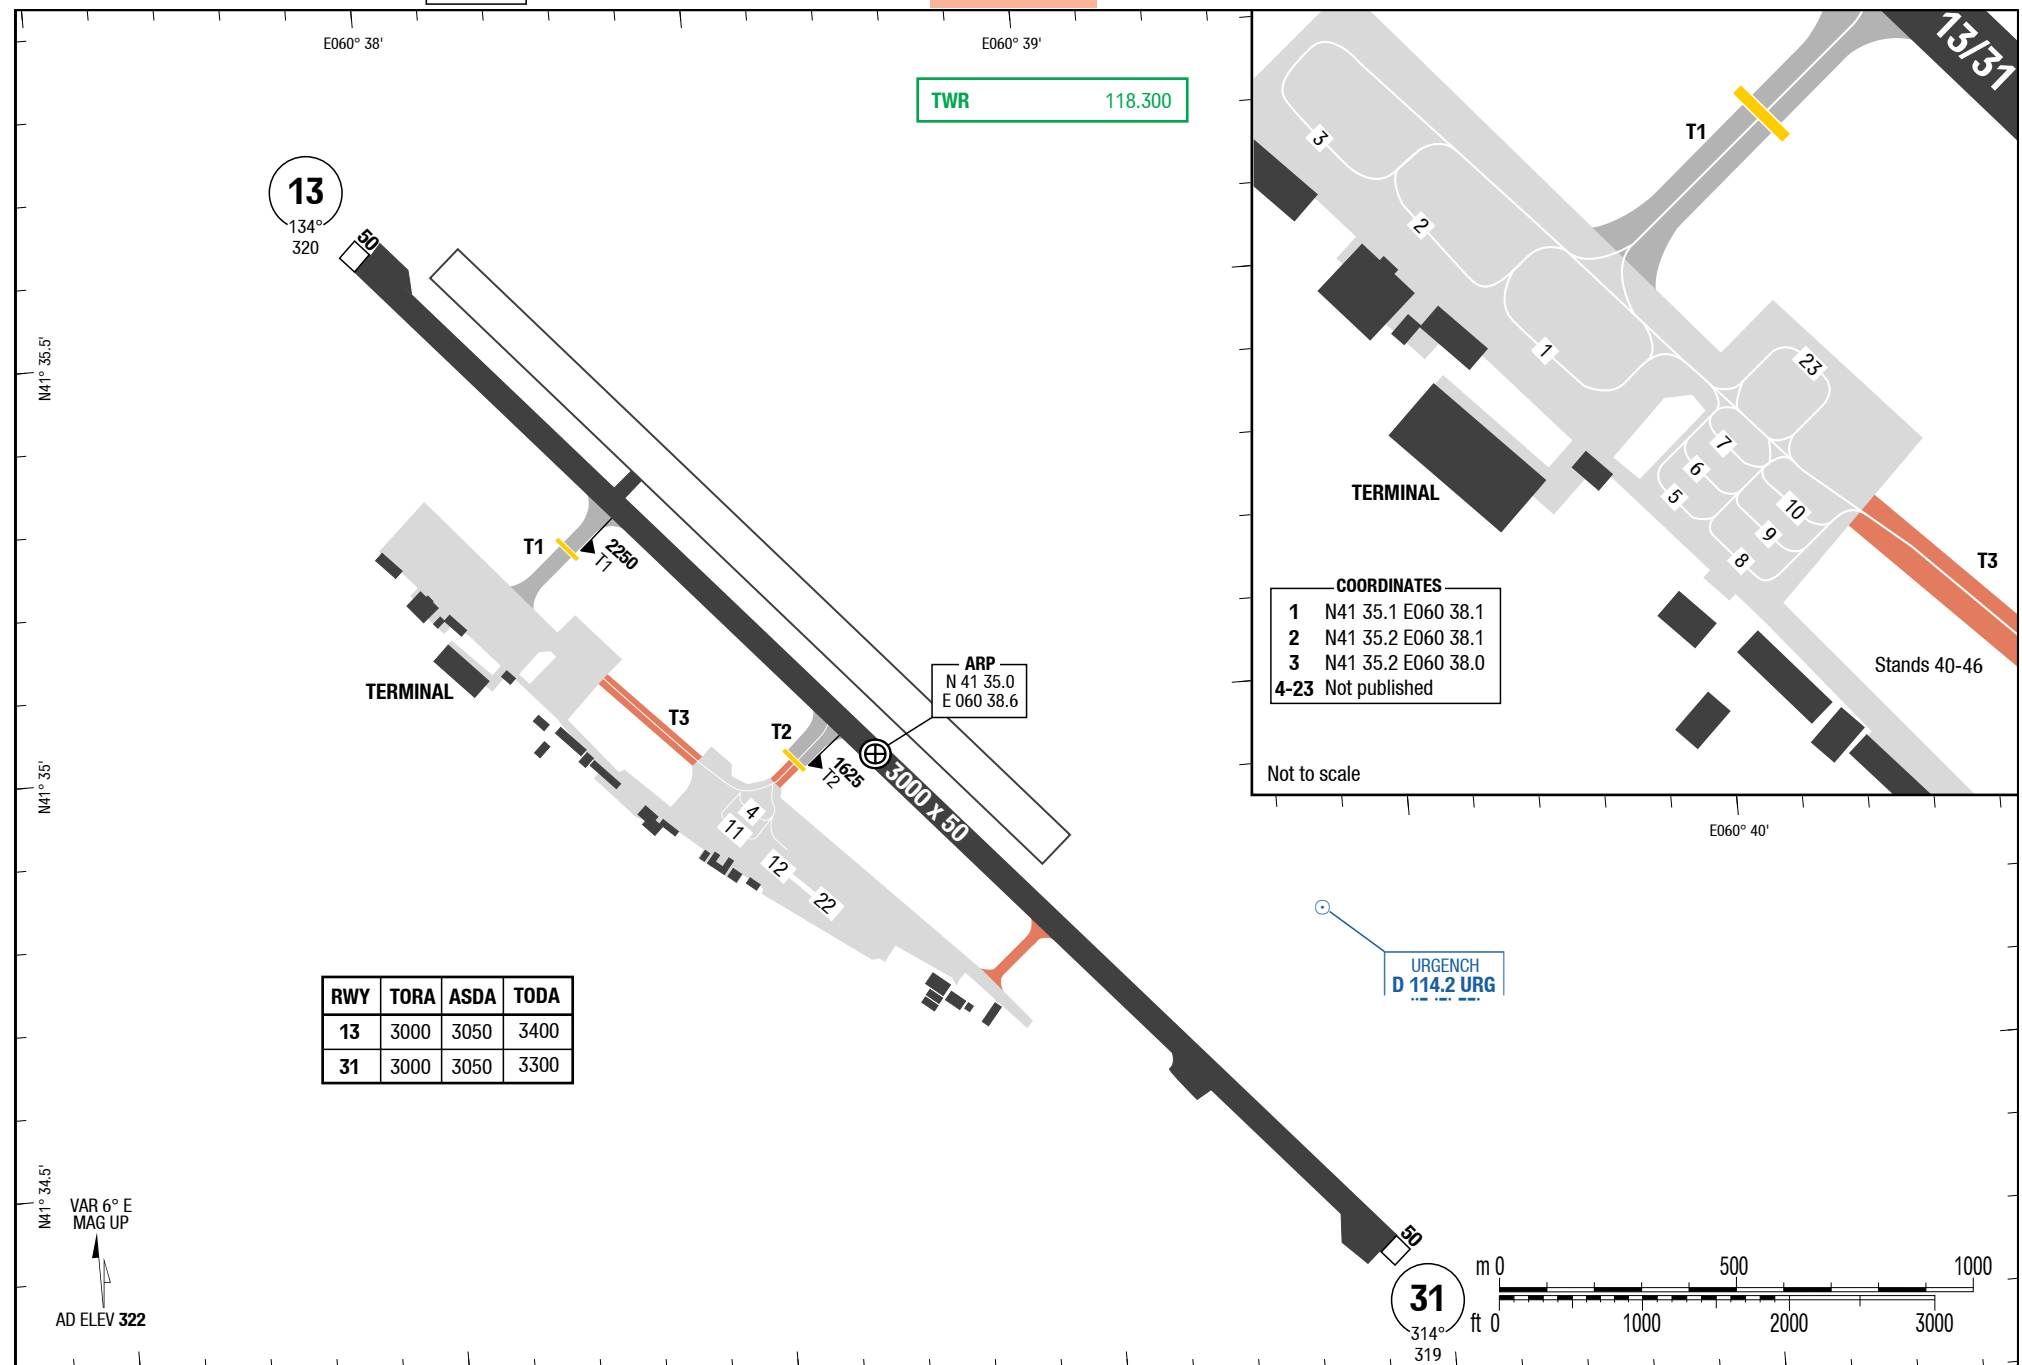 E060° 38'
E060° 39'
TWR 118.300
13
134°
320
50
N41° 35.5'
T1
2250
T1
TERMINAL
T3
T2
1625
T2
ARP
N 41 35.0
E 060 38.6
3000 x 50
N41° 35'
4
11
12
22
RWY TORA ASDA TODA
13 3000 3050 3400
31 3000 3050 3300
N41° 34.5'
VAR 6° E
MAG UP
AD ELEV 322
13/31
T1
3
2
1
23
7
6
5
10
9
8
TERMINAL
T3
COORDINATES
1 N41 35.1 E060 38.1
2 N41 35.2 E060 38.1
3 N41 35.2 E060 38.0
4-23 Not published
Stands 40-46
Not to scale
E060° 40'
URGENCH
D 114.2 URG
50
31
314°
319
m 0 500 1000
ft 0 1000 2000 3000